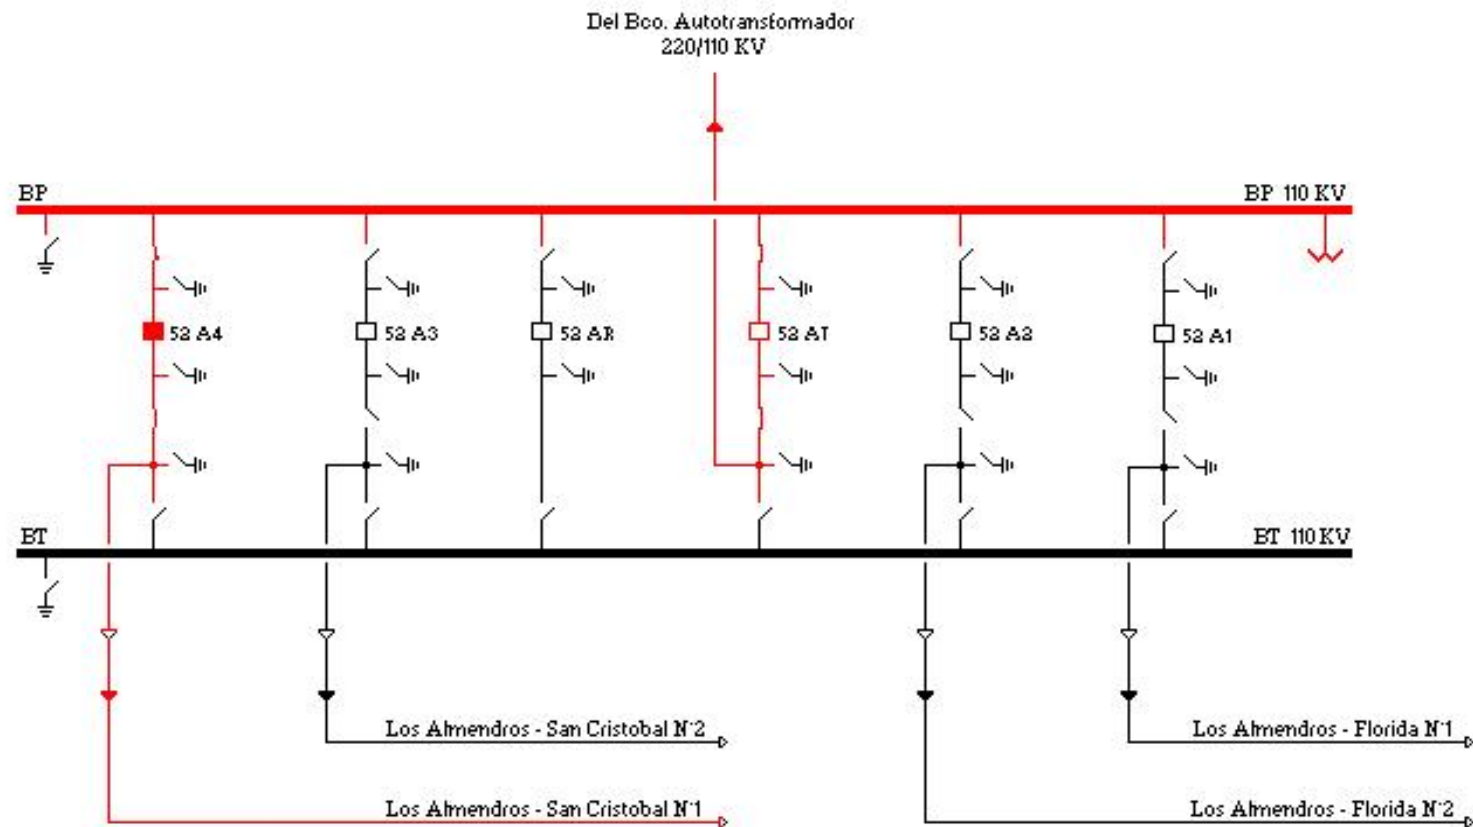 Del Bco. Autotransformador
220/110 KV
BP
BP 110 KV
52 A4
52 A3
52 AR
52 AT
52 A2
52 A1
BT
BT 110 KV
Los Almendros - San Cristobal N°2
Los Almendros - Florida N°1
Los Almendros - San Cristobal N°1
Los Almendros - Florida N°2